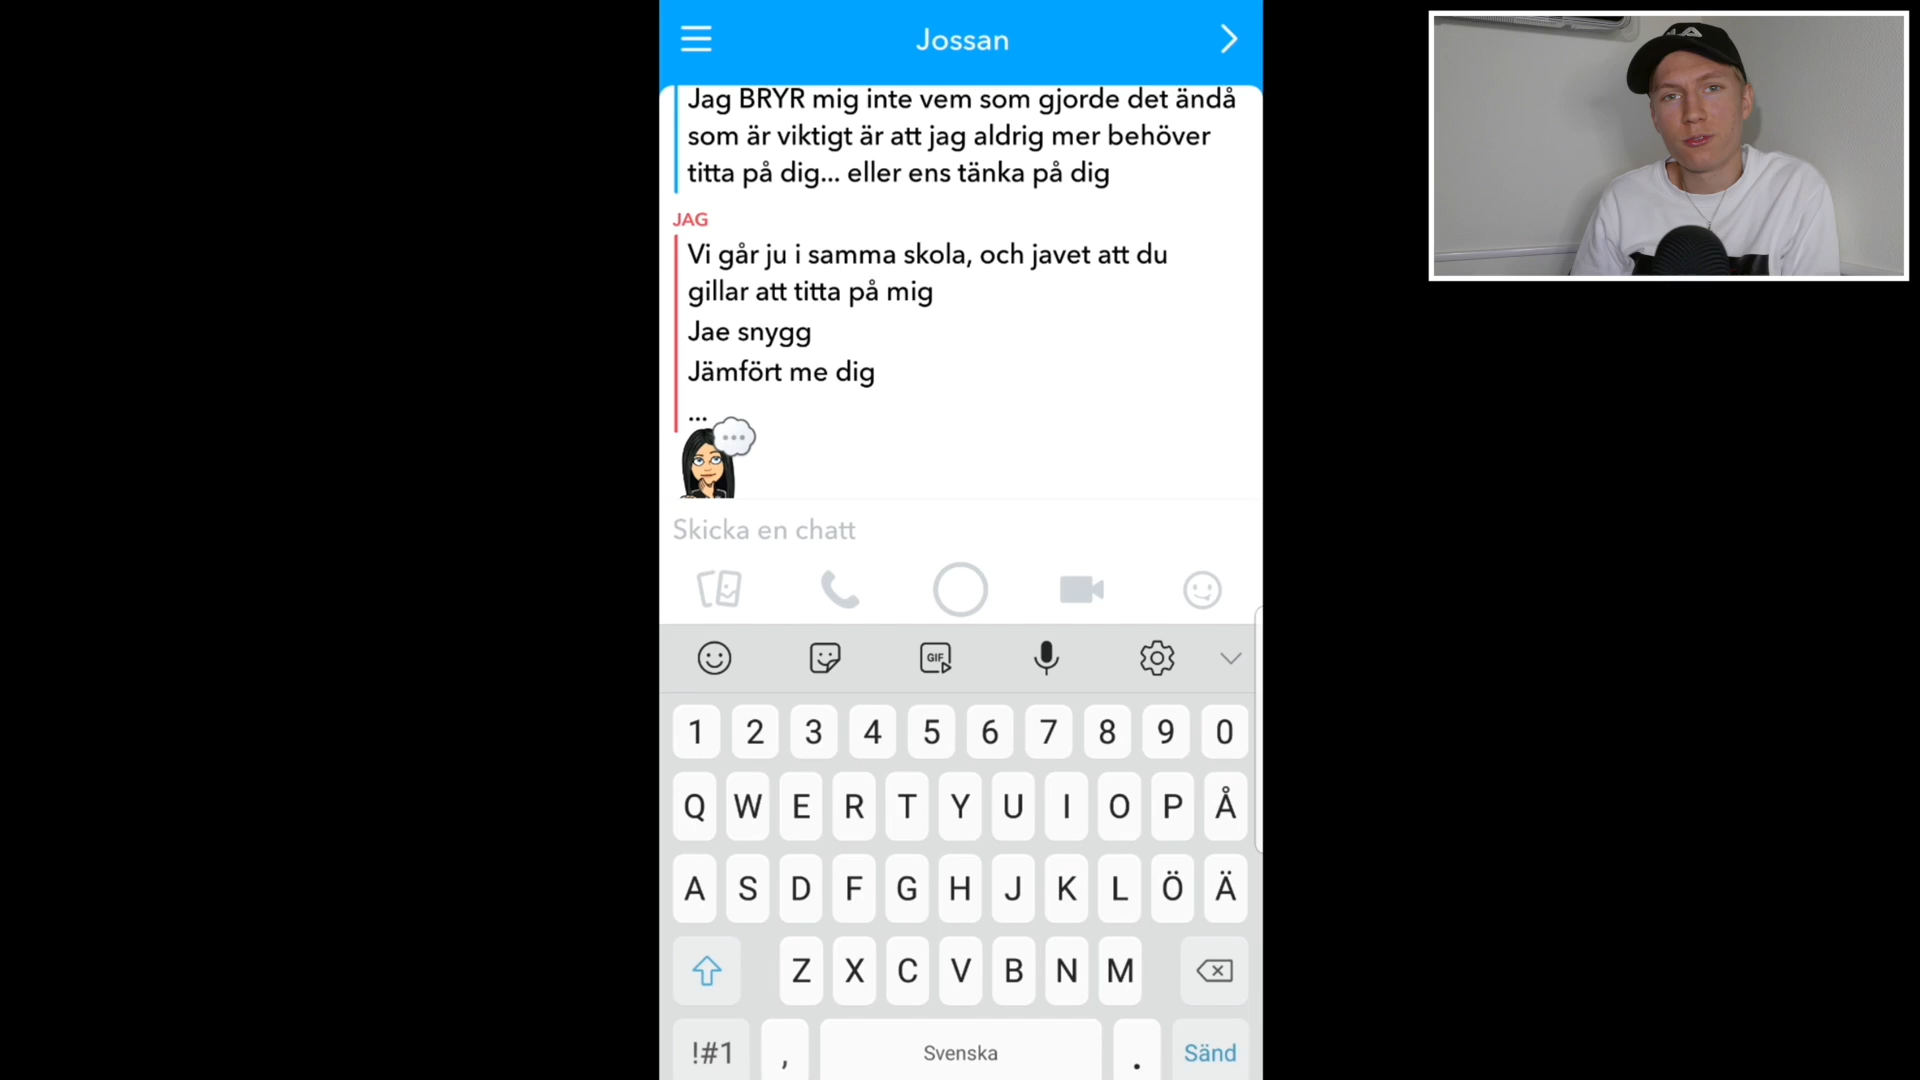 Jossan
Jag BRYR mig inte vem som gjorde det ändå
som är viktigt är att jag aldrig mer behöver
titta på dig... eller ens tänka på dig
JAG
Vi går ju i samma skola, och javet att du
gillar att titta på mig
Jae snygg
Jämfört me dig
...
Skicka en chatt
GIF
1 2 3 4 5 6 7 8 9 0
Q W E R T Y U I O P Å
A S D F G H J K L Ö Ä
Z X C V B N M
!#1 , Svenska . Sänd